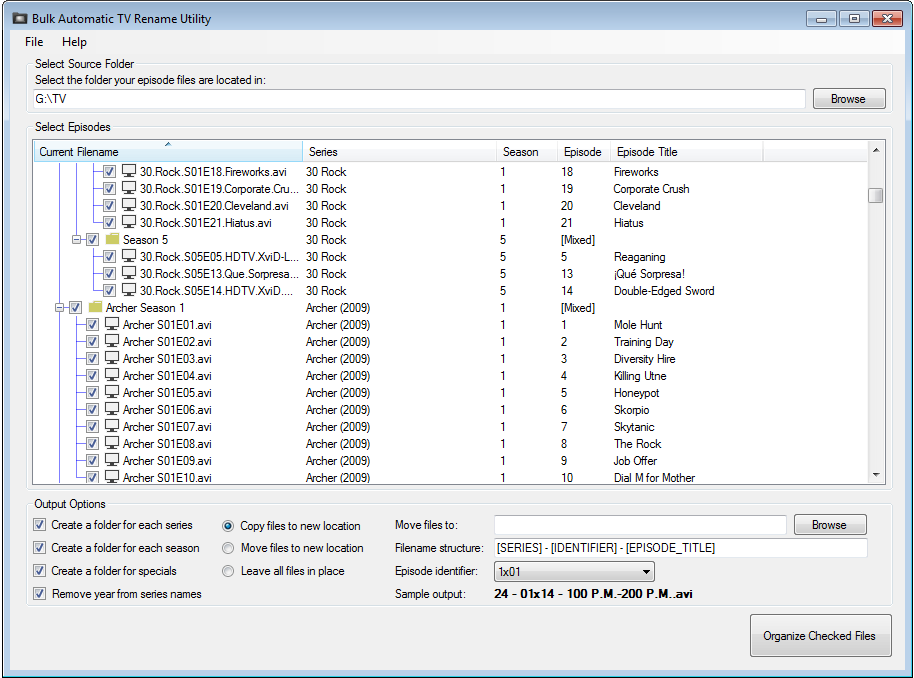 Bulk Automatic TV Rename Utility
File Help
Select Source Folder
Select the folder your episode files are located in:
G:\TV Browse
Select Episodes
Current Filename Series Season Episode Episode Title
30.Rock.S01E18.Fireworks.avi 30 Rock 1 18 Fireworks
30.Rock.S01E19.Corporate.Cru... 30 Rock 1 19 Corporate Crush
30.Rock.S01E20.Cleveland.avi 30 Rock 1 20 Cleveland
30.Rock.S01E21.Hiatus.avi 30 Rock 1 21 Hiatus
Season 5 30 Rock 5 [Mixed]
30.Rock.S05E05.HDTV.XviD-L... 30 Rock 5 5 Reaganing
30.Rock.S05E13.Que.Sorpresa... 30 Rock 5 13 ¡Qué Sorpresa!
30.Rock.S05E14.HDTV.XviD.... 30 Rock 5 14 Double-Edged Sword
Archer Season 1 Archer (2009) 1 [Mixed]
Archer S01E01.avi Archer (2009) 1 1 Mole Hunt
Archer S01E02.avi Archer (2009) 1 2 Training Day
Archer S01E03.avi Archer (2009) 1 3 Diversity Hire
Archer S01E04.avi Archer (2009) 1 4 Killing Utne
Archer S01E05.avi Archer (2009) 1 5 Honeypot
Archer S01E06.avi Archer (2009) 1 6 Skorpio
Archer S01E07.avi Archer (2009) 1 7 Skytanic
Archer S01E08.avi Archer (2009) 1 8 The Rock
Archer S01E09.avi Archer (2009) 1 9 Job Offer
Archer S01E10.avi Archer (2009) 1 10 Dial M for Mother
Output Options
Create a folder for each series Copy files to new location Move files to: Browse
Create a folder for each season Move files to new location Filename structure: [SERIES] - [IDENTIFIER] - [EPISODE_TITLE]
Create a folder for specials Leave all files in place Episode identifier: 1x01
Remove year from series names Sample output: 24 - 01x14 - 100 P.M.-200 P.M..avi
Organize Checked Files